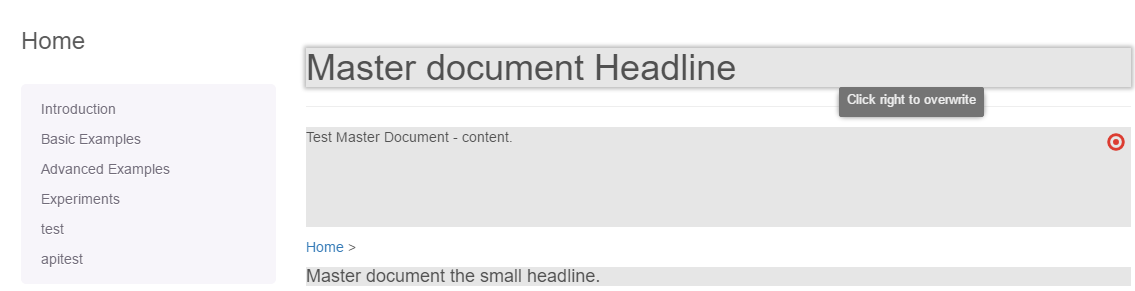 Home
Introduction
Basic Examples
Advanced Examples
Experiments
test
apitest
Master document Headline
Click right to overwrite
Test Master Document - content.
Home >
Master document the small headline.